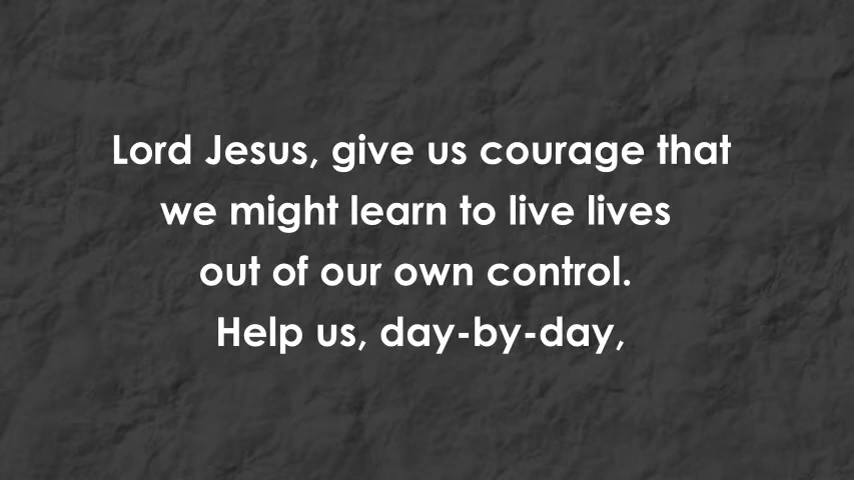 Lord Jesus, give us courage that
we might learn to live lives
out of our own control.
Help us, day-by-day,